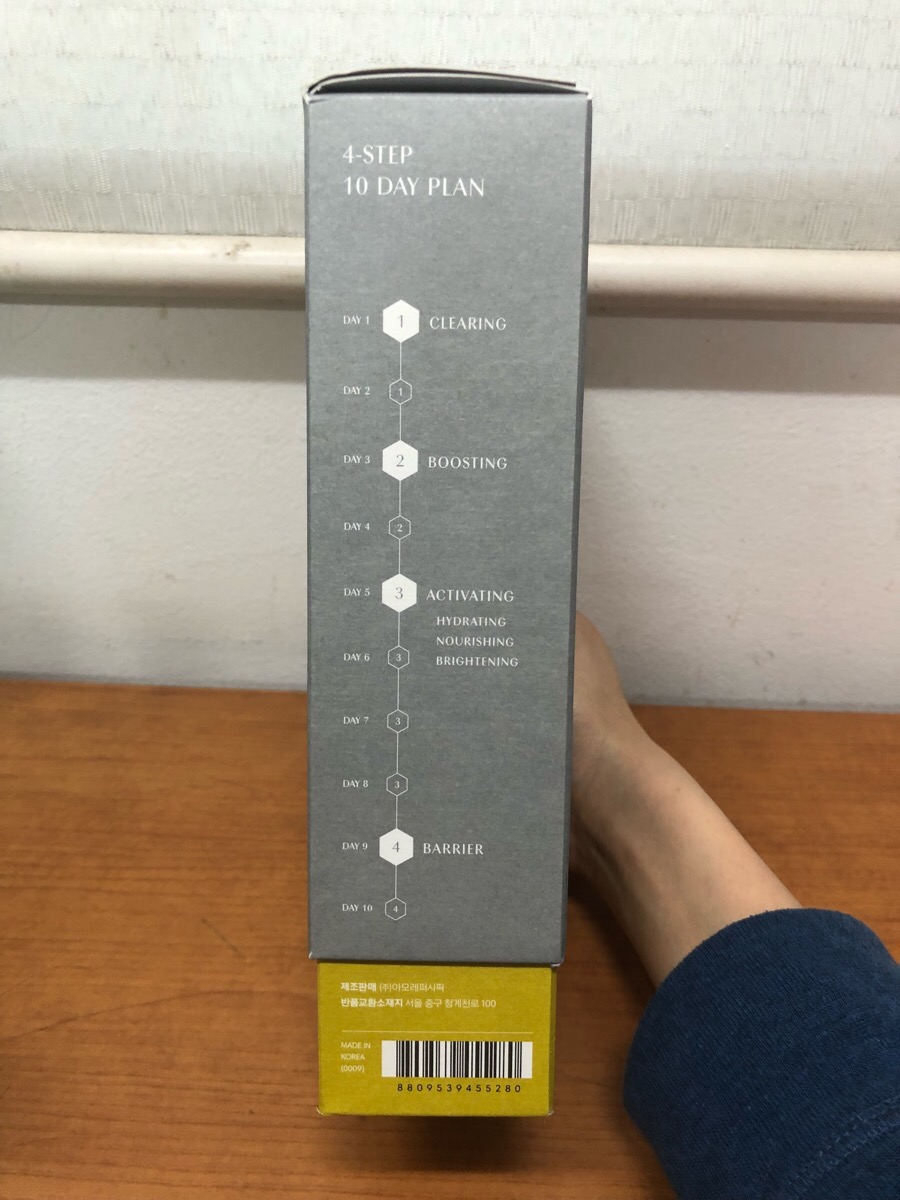 4-STEP
10 DAY PLAN
DAY 1 1 CLEARING
DAY 2 1
DAY 3 2 BOOSTING
DAY 4 2
DAY 5 3 ACTIVATING
HYDRATING
NOURISHING
DAY 6 3 BRIGHTENING
DAY 7 3
DAY 8 3
DAY 9 4 BARRIER
DAY 10 4
제조판매 (주)아모레퍼시픽
반품교환소재지 서울 중구 청계천로 100
MADE IN
KOREA
(0009)
8809539455280